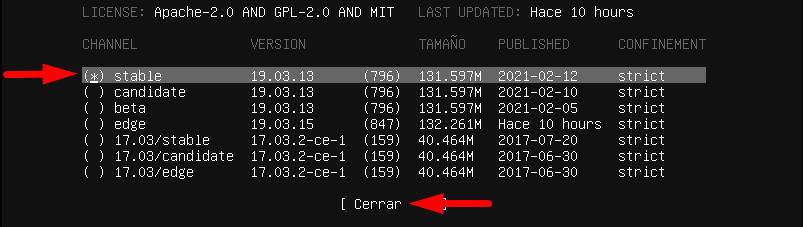 LICENSE: Apache-2.0 AND GPL-2.0 AND MIT LAST UPDATED: Hace 10 hours
CHANNEL VERSION TAMAÑO PUBLISHED CONFINEMENT
(*) stable 19.03.13 (796) 131.597M 2021-02-12 strict
( ) candidate 19.03.13 (796) 131.597M 2021-02-10 strict
( ) beta 19.03.13 (796) 131.597M 2021-02-05 strict
( ) edge 19.03.15 (847) 132.261M Hace 10 hours strict
( ) 17.03/stable 17.03.2-ce-1 (159) 40.464M 2017-07-20 strict
( ) 17.03/candidate 17.03.2-ce-1 (159) 40.464M 2017-06-30 strict
( ) 17.03/edge 17.03.2-ce-1 (159) 40.464M 2017-06-30 strict
[ Cerrar ]